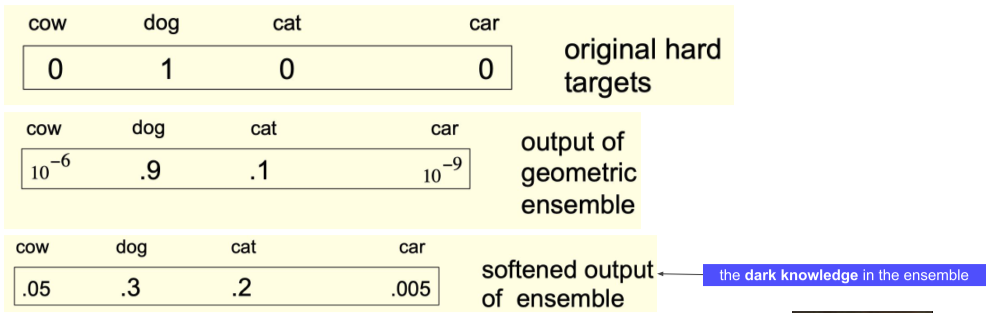 cow dog cat car
0 1 0 0
original hard
targets
cow dog cat car
10⁻⁶ .9 .1 10⁻⁹
output of
geometric
ensemble
cow dog cat car
.05 .3 .2 .005
softened output
of ensemble
the dark knowledge in the ensemble